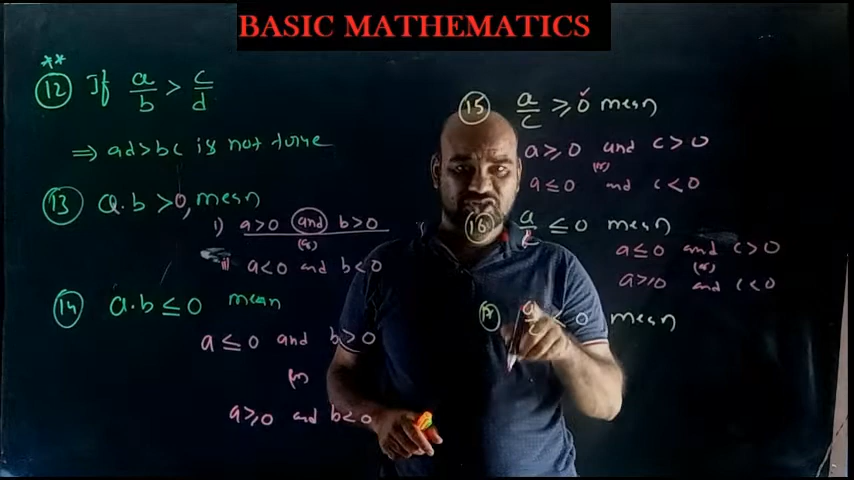 BASIC MATHEMATICS
**
12 If a/b > c/d
⇒ ad>bc is not true
13 a.b >0, mean
i) a>0 and b>0
(or)
ii) a<0 and b<0
14 a.b ≤ 0 mean
a ≤ 0 and b>0
(or)
a≥0 and b<0
15 a/c ≥ 0 mean
a≥0 and c>0
(or)
a≤0 and c<0
16 a/c ≤ 0 mean
a≤0 and c>0
(or)
a≥0 and c<0
17 a/c < 0 mean